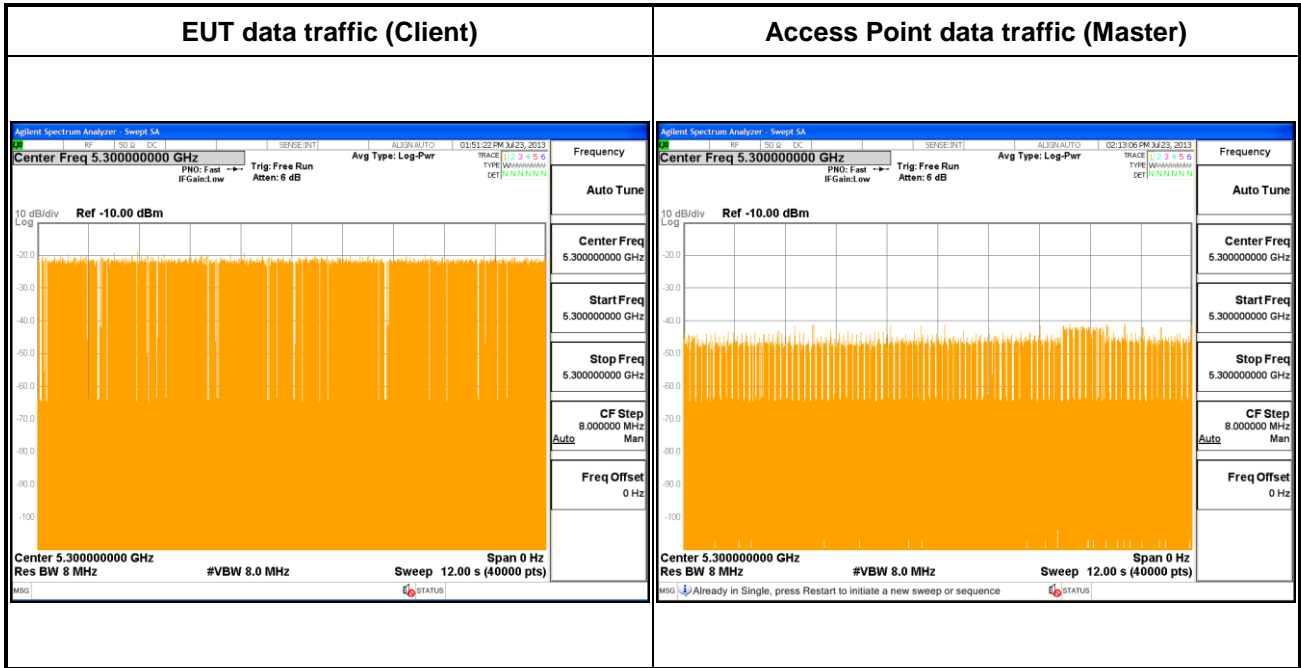 EUT data traffic (Client)
Access Point data traffic (Master)
Agilent Spectrum Analyzer - Swept SA
RF 50 Ω DC SENSE:INT ALIGN AUTO 01:51:22 PM Jul 23, 2013
Center Freq 5.300000000 GHz
PNO: Fast
IFGain:Low
Trig: Free Run
Atten: 6 dB
Avg Type: Log-Pwr
TRACE 1 2 3 4 5 6
TYPE
DET N N N N N N
10 dB/div Ref -10.00 dBm
Log
-20.0
-30.0
-40.0
-50.0
-60.0
-70.0
-80.0
-90.0
-100
Center 5.300000000 GHz Span 0 Hz
Res BW 8 MHz #VBW 8.0 MHz Sweep 12.00 s (40000 pts)
MSG STATUS
Frequency
Auto Tune
Center Freq
5.300000000 GHz
Start Freq
5.300000000 GHz
Stop Freq
5.300000000 GHz
CF Step
8.000000 MHz
Auto Man
Freq Offset
0 Hz
Agilent Spectrum Analyzer - Swept SA
RF 50 Ω DC SENSE:INT ALIGN AUTO 02:13:06 PM Jul 23, 2013
Center Freq 5.300000000 GHz
PNO: Fast
IFGain:Low
Trig: Free Run
Atten: 6 dB
Avg Type: Log-Pwr
TRACE 1 2 3 4 5 6
TYPE
DET N N N N N N
10 dB/div Ref -10.00 dBm
Log
-20.0
-30.0
-40.0
-50.0
-60.0
-70.0
-80.0
-90.0
-100
Center 5.300000000 GHz Span 0 Hz
Res BW 8 MHz #VBW 8.0 MHz Sweep 12.00 s (40000 pts)
MSG Already in Single, press Restart to initiate a new sweep or sequence STATUS
Frequency
Auto Tune
Center Freq
5.300000000 GHz
Start Freq
5.300000000 GHz
Stop Freq
5.300000000 GHz
CF Step
8.000000 MHz
Auto Man
Freq Offset
0 Hz